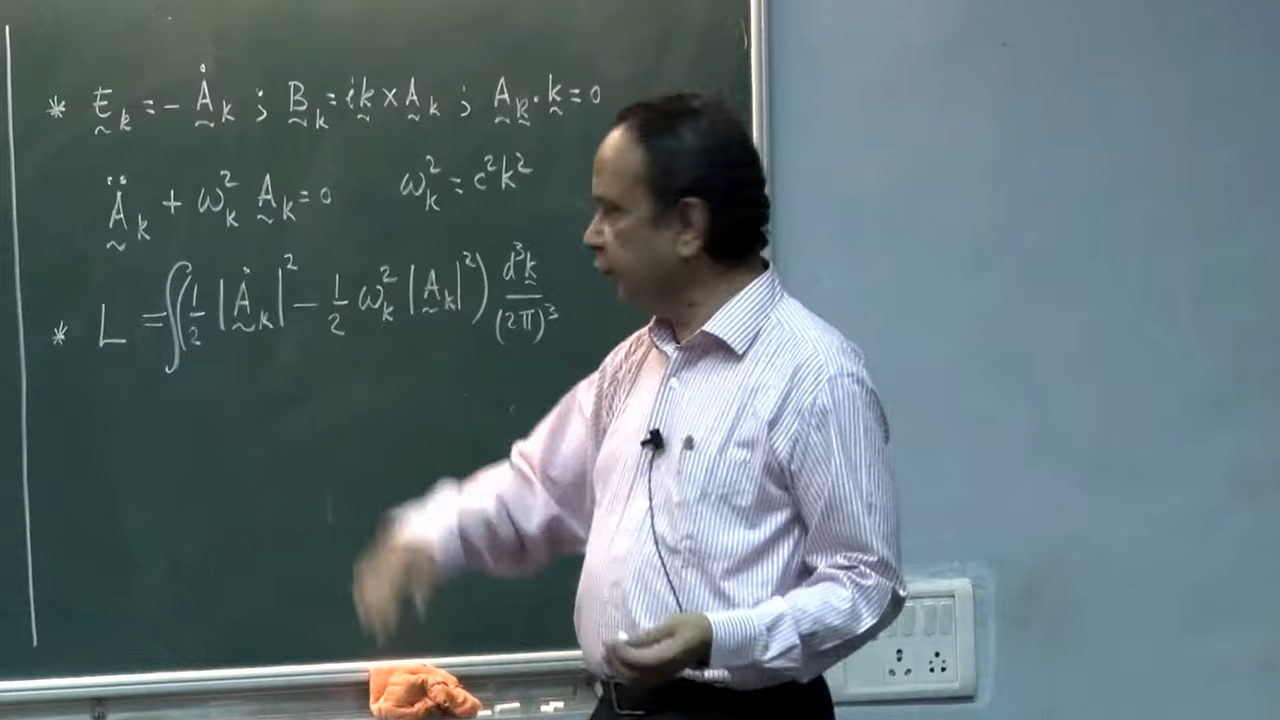 * E_k = - Ȧ_k ; B_k = ik × A_k ; A_k · k = 0
Ä_k + ω_k² A_k = 0 ω_k² = c²k²
* L = ∫(1/2 |Ȧ_k|² - 1/2 ω_k² |A_k|²) d³k/(2π)³